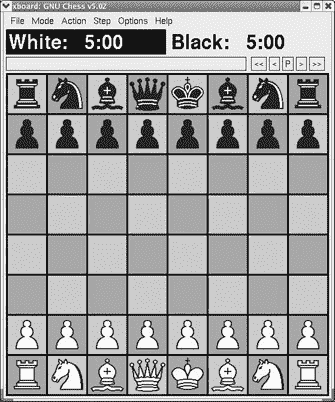 xboard: GNU Chess v5.02
File Mode Action Step Options Help
White: 5:00 Black: 5:00
<< < P > >>